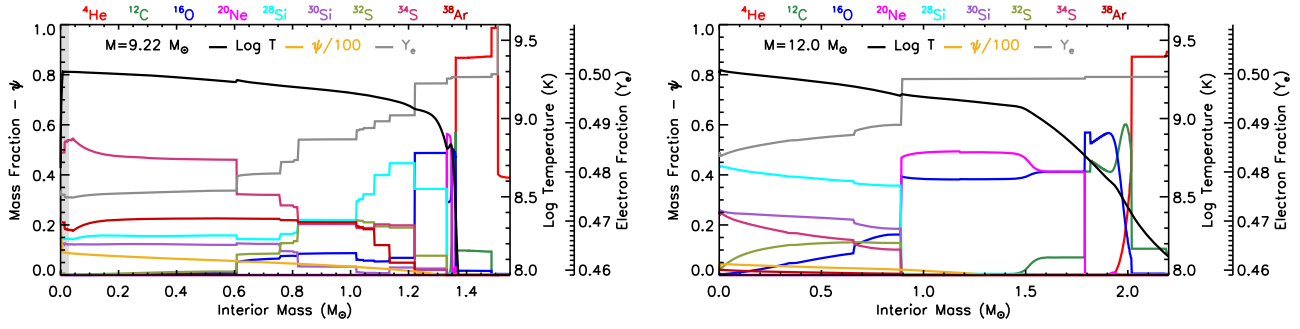 ⁴He ¹²C ¹⁶O ²⁰Ne ²⁸Si ³⁰Si ³²S ³⁴S ³⁸Ar
M=9.22 M⊙ Log T ψ/100 Yₑ
Mass Fraction - ψ
1.0
0.8
0.6
0.4
0.2
0.0
0.0 0.2 0.4 0.6 0.8 1.0 1.2 1.4
Interior Mass (M⊙)
9.5
9.0
8.5
8.0
Log Temperature (K)
0.50
0.49
0.48
0.47
0.46
Electron Fraction (Yₑ)
⁴He ¹²C ¹⁶O ²⁰Ne ²⁸Si ³⁰Si ³²S ³⁴S ³⁸Ar
M=12.0 M⊙ Log T ψ/100 Yₑ
Mass Fraction - ψ
1.0
0.8
0.6
0.4
0.2
0.0
0.0 0.5 1.0 1.5 2.0
Interior Mass (M⊙)
9.5
9.0
8.5
8.0
Log Temperature (K)
0.50
0.49
0.48
0.47
0.46
Electron Fraction (Yₑ)